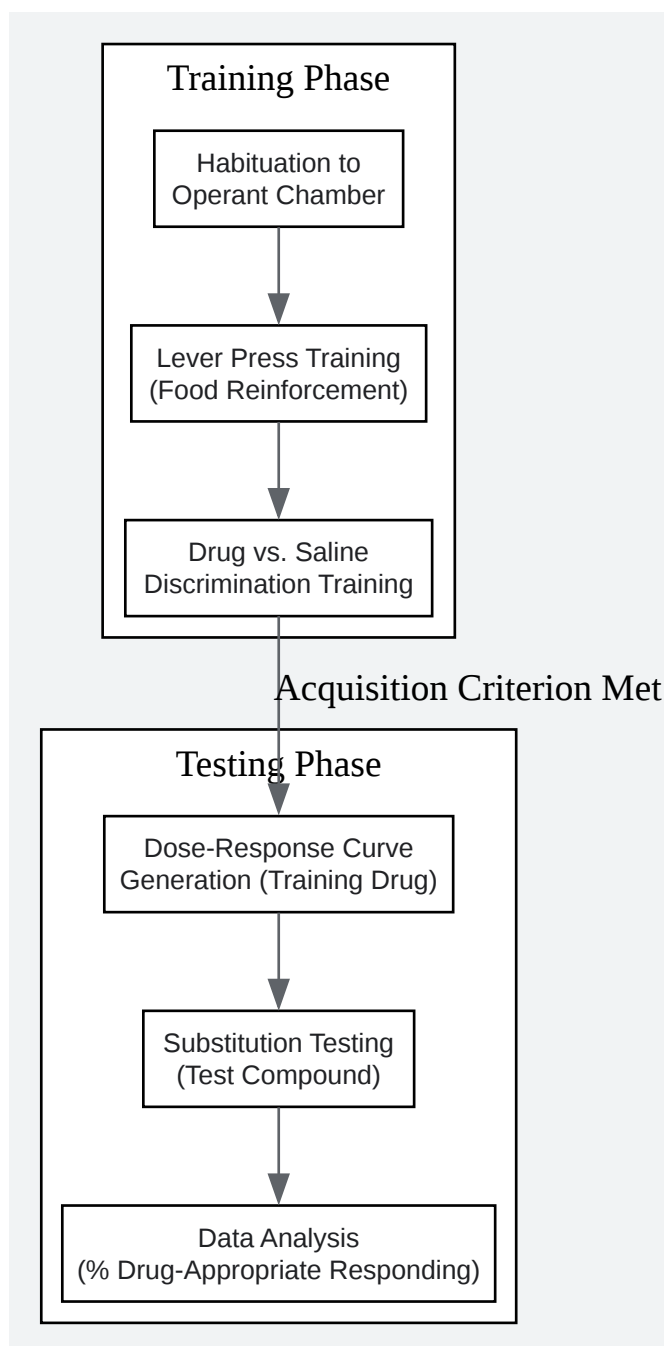 Training Phase
Habituation to
Operant Chamber
Lever Press Training
(Food Reinforcement)
Drug vs. Saline
Discrimination Training
Acquisition Criterion Met
Testing Phase
Dose-Response Curve
Generation (Training Drug)
Substitution Testing
(Test Compound)
Data Analysis
(% Drug-Appropriate Responding)